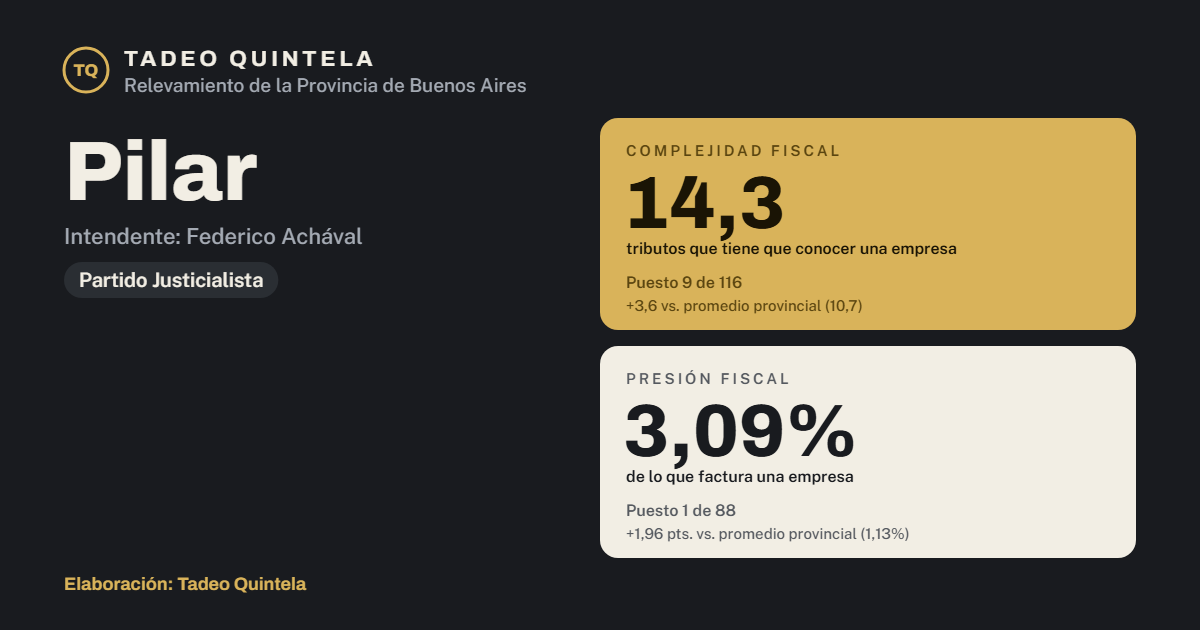 TQ
TADEO QUINTELA
Relevamiento de la Provincia de Buenos Aires
Pilar
Intendente: Federico Achával
Partido Justicialista
COMPLEJIDAD FISCAL
14,3
tributos que tiene que conocer una empresa
Puesto 9 de 116
+3,6 vs. promedio provincial (10,7)
PRESIÓN FISCAL
3,09%
de lo que factura una empresa
Puesto 1 de 88
+1,96 pts. vs. promedio provincial (1,13%)
Elaboración: Tadeo Quintela